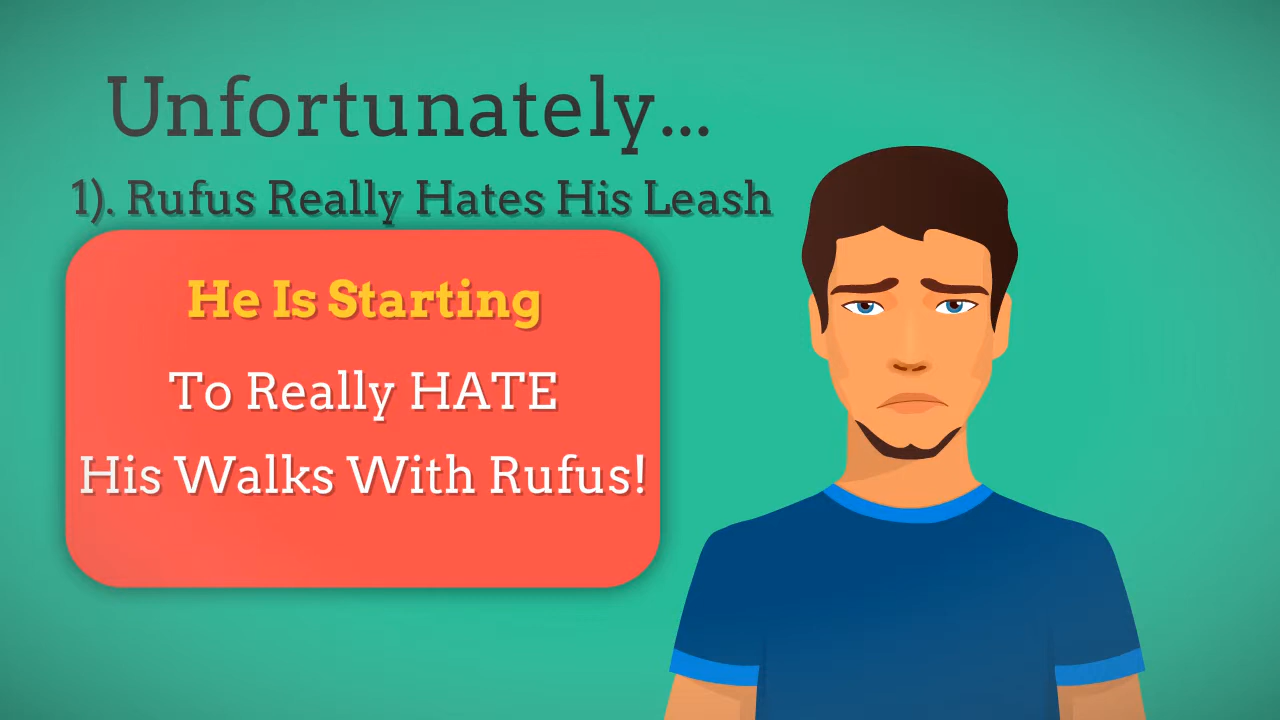 Unfortunately...
1). Rufus Really Hates His Leash
He Is Starting
To Really HATE
His Walks With Rufus!